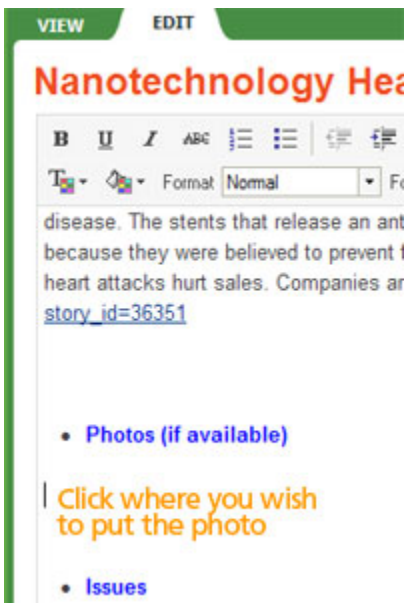 VIEW EDIT
Nanotechnology Hea
B U I ABC
T Format Normal Fo
disease. The stents that release an ant
because they were believed to prevent
heart attacks hurt sales. Companies ar
story_id=36351
Photos (if available)
Click where you wish
to put the photo
Issues